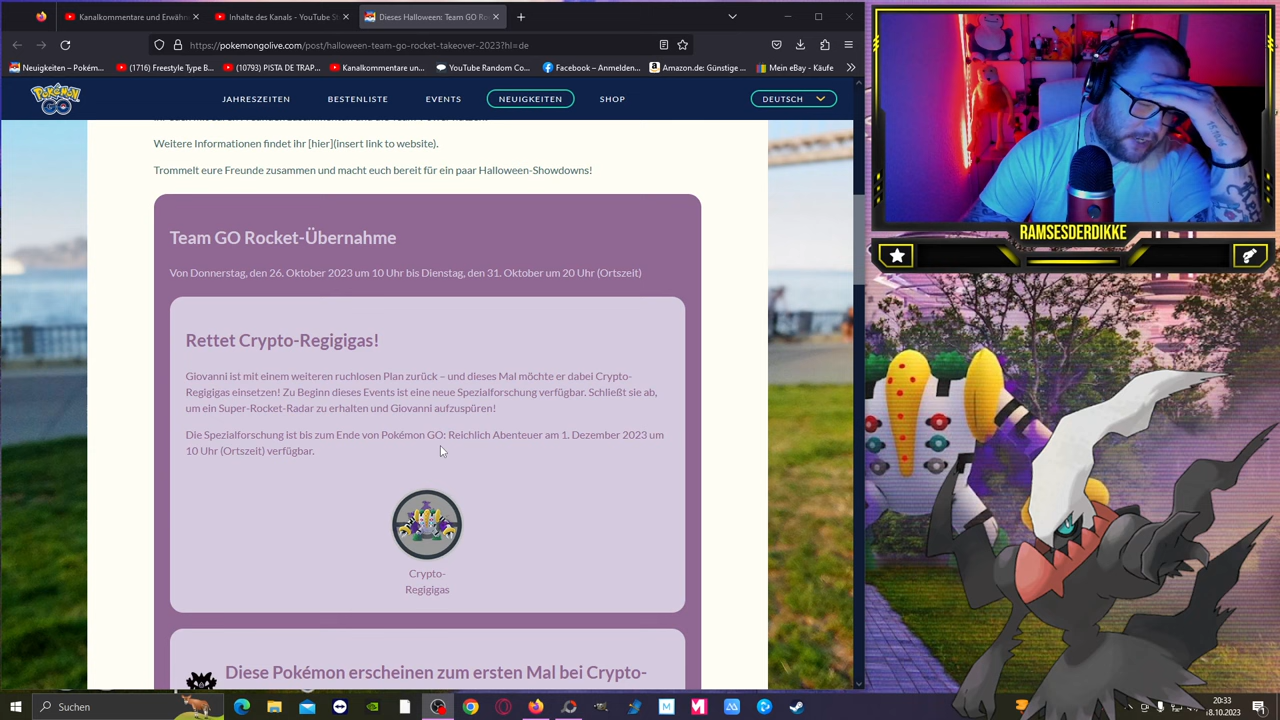 Kanalkommentare und Erwähn
Inhalte des Kanals - YouTube St
Dieses Halloween: Team GO Ro
https://pokemongolive.com/post/halloween-team-go-rocket-takeover-2023?hl=de
Neuigkeiten – Pokém...
(1716) Freestyle Type B...
(10793) PISTA DE TRAP...
Kanalkommentare un...
YouTube Random Co...
Facebook – Anmelden...
Amazon.de: Günstige ...
Mein eBay - Käufe
Pokémon GO
JAHRESZEITEN
BESTENLISTE
EVENTS
NEUIGKEITEN
SHOP
DEUTSCH
Weitere Informationen findet ihr [hier](insert link to website).
Trommelt eure Freunde zusammen und macht euch bereit für ein paar Halloween-Showdowns!
Team GO Rocket-Übernahme
Von Donnerstag, den 26. Oktober 2023 um 10 Uhr bis Dienstag, den 31. Oktober um 20 Uhr (Ortszeit)
Rettet Crypto-Regigigas!
Giovanni ist mit einem weiteren ruchlosen Plan zurück – und dieses Mal möchte er dabei Crypto-
Regigigas einsetzen! Zu Beginn dieses Events ist eine neue Spezialforschung verfügbar. Schließt sie ab,
um ein Super-Rocket-Radar zu erhalten und Giovanni aufzuspüren!
Die Spezialforschung ist bis zum Ende von Pokémon GO: Reichlich Abenteuer am 1. Dezember 2023 um
10 Uhr (Ortszeit) verfügbar.
Crypto-
Regigigas
Diese Pokémon erscheinen zum ersten Mal bei Crypto-
RAMSESDERDIKKE
Suchen
20:33
18.10.2023